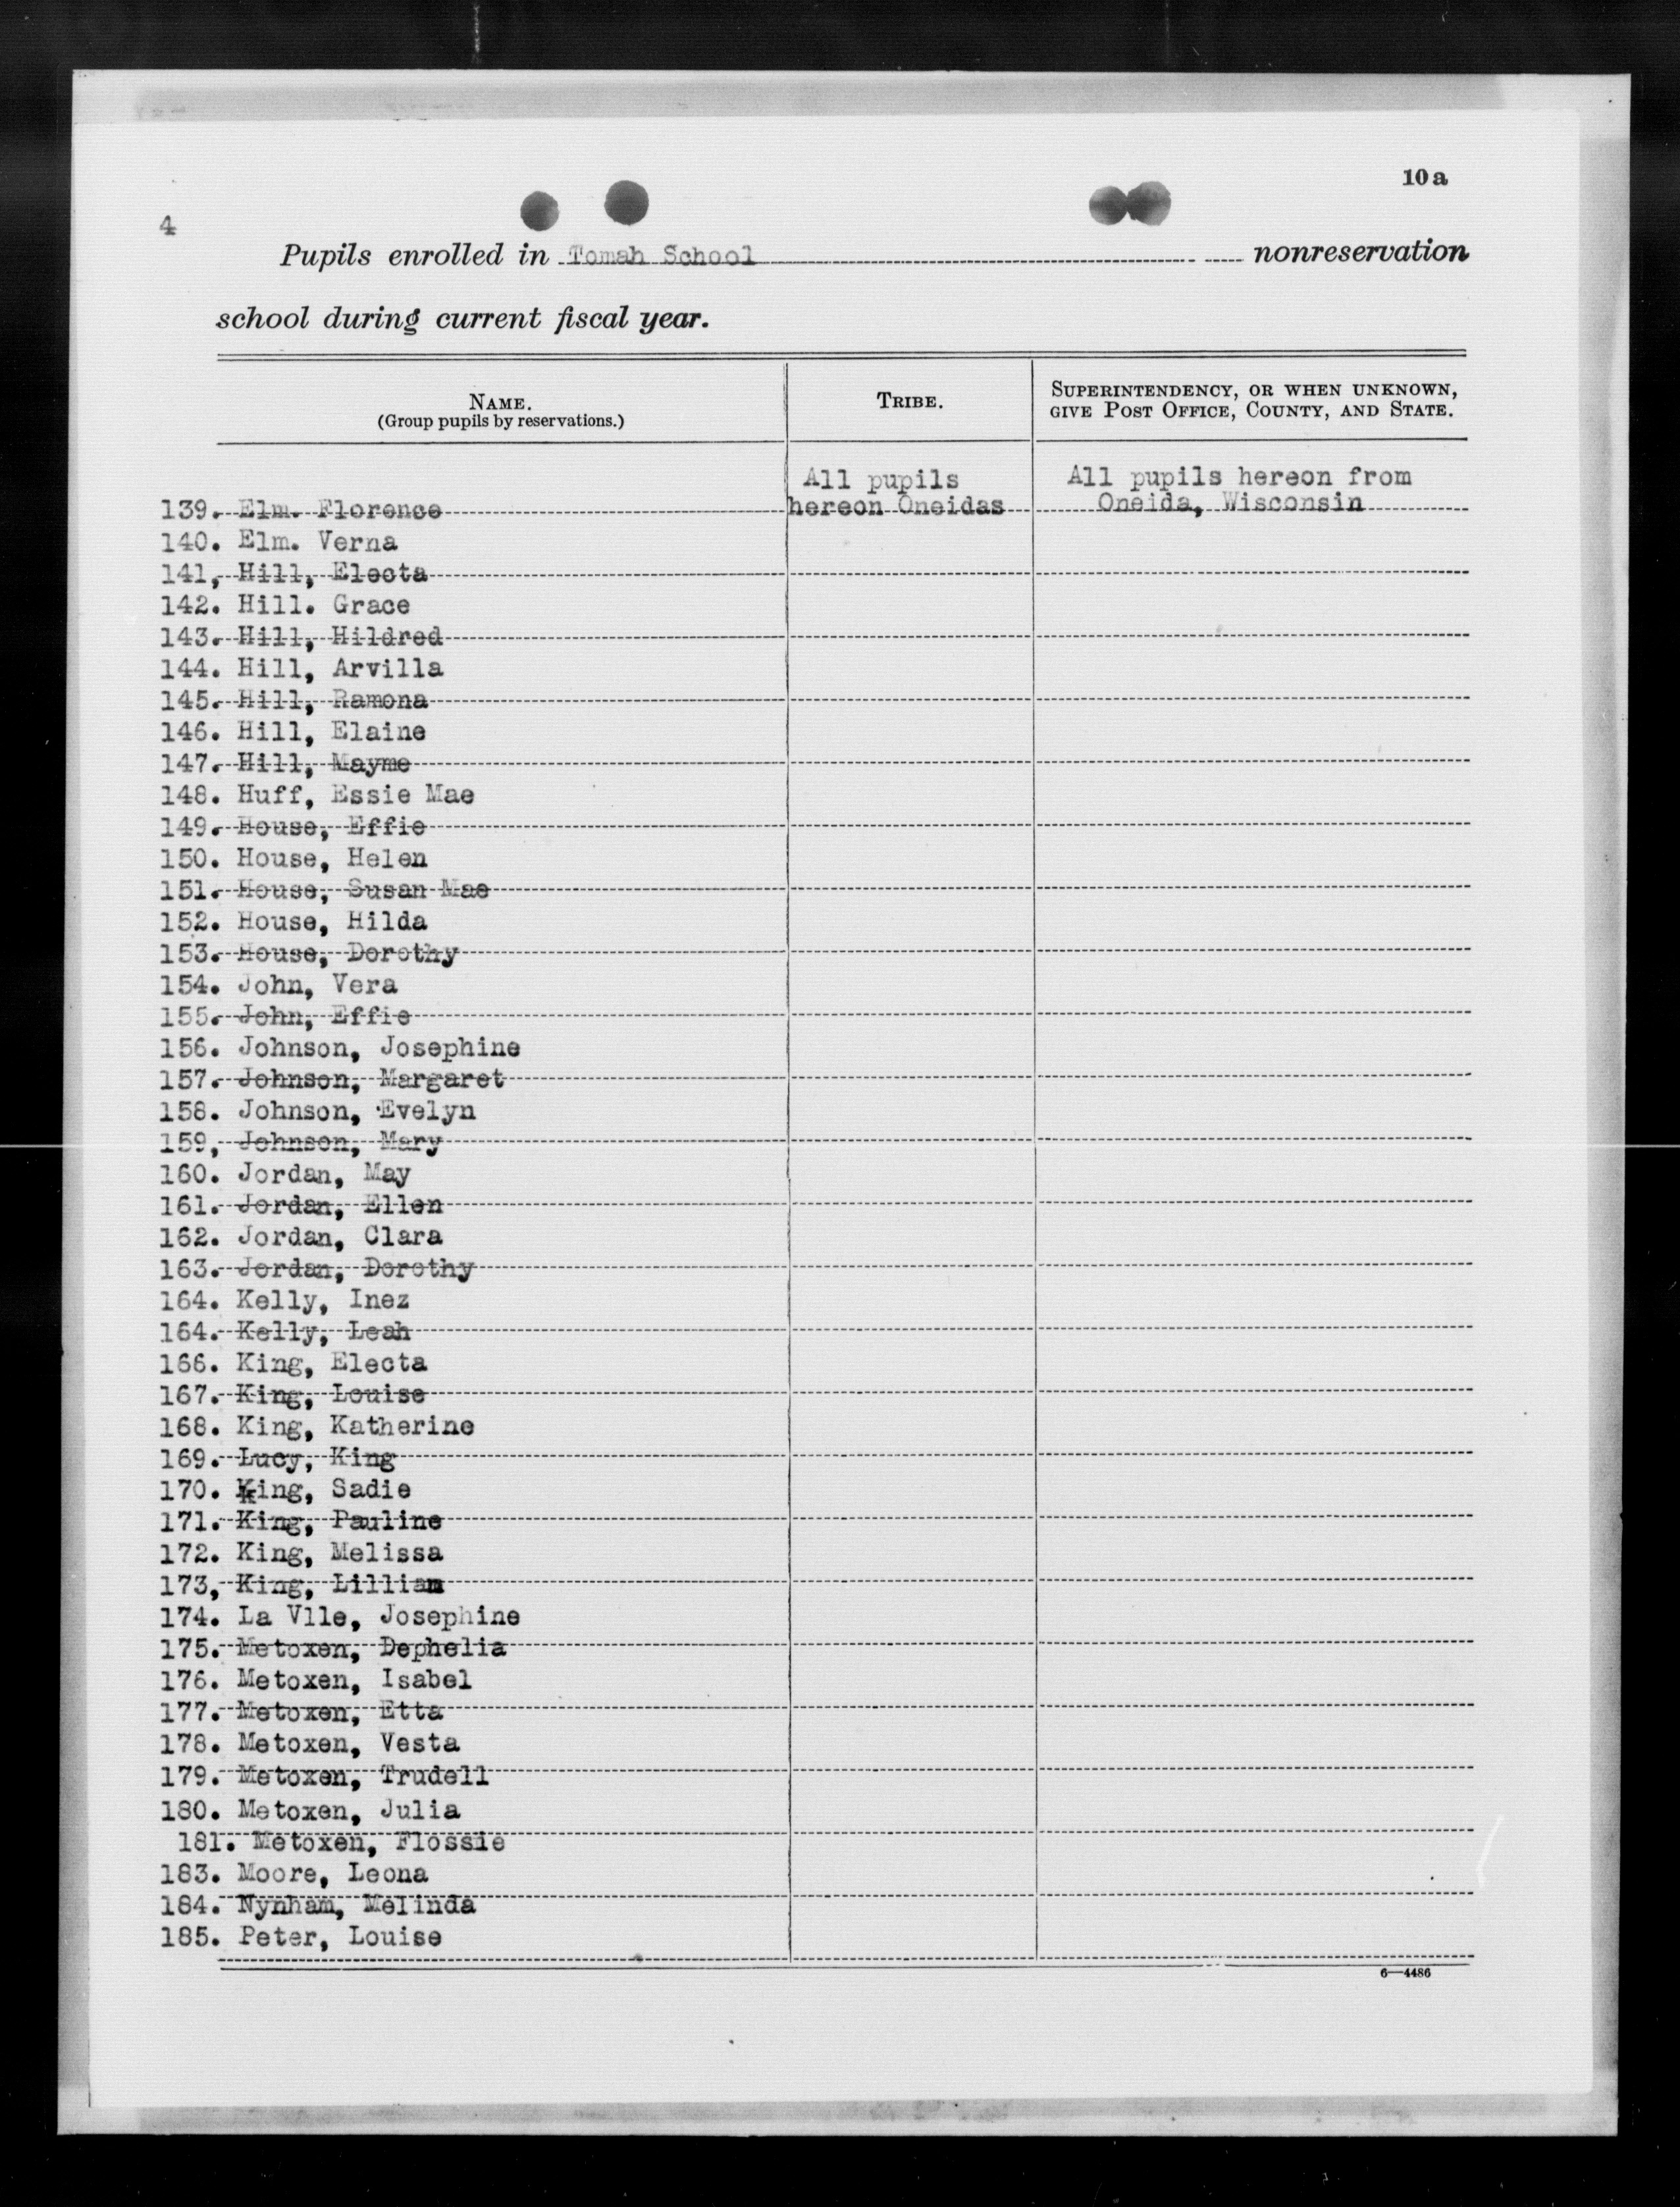 10a
4
Pupils enrolled in Tomah School nonreservation
school during current fiscal year.
NAME.
(Group pupils by reservations.)
TRIBE.
SUPERINTENDENCY, OR WHEN UNKNOWN,
GIVE POST OFFICE, COUNTY, AND STATE.
All pupils
hereon Oneidas
All pupils hereon from
Oneida, Wisconsin
139. Elm. Florence
140. Elm. Verna
141, Hill, Electa
142. Hill. Grace
143. Hill, Hildred
144. Hill, Arvilla
145. Hill, Ramona
146. Hill, Elaine
147. Hill, Mayme
148. Huff, Essie Mae
149. House, Effie
150. House, Helen
151. House, Susan Mae
152. House, Hilda
153. House, Dorothy
154. John, Vera
155. John, Effie
156. Johnson, Josephine
157. Johnson, Margaret
158. Johnson, Evelyn
159, Johnson, Mary
160. Jordan, May
161. Jordan, Ellen
162. Jordan, Clara
163. Jordan, Dorothy
164. Kelly, Inez
164. Kelly, Leah
166. King, Electa
167. King, Louise
168. King, Katherine
169. Lucy, King
170. King, Sadie
171. King, Pauline
172. King, Melissa
173, King, Lillian
174. La Vlle, Josephine
175. Metoxen, Dephelia
176. Metoxen, Isabel
177. Metoxen, Etta
178. Metoxen, Vesta
179. Metoxen, Trudell
180. Metoxen, Julia
181. Metoxen, Flossie
183. Moore, Leona
184. Nynham, Melinda
185. Peter, Louise
6—4486